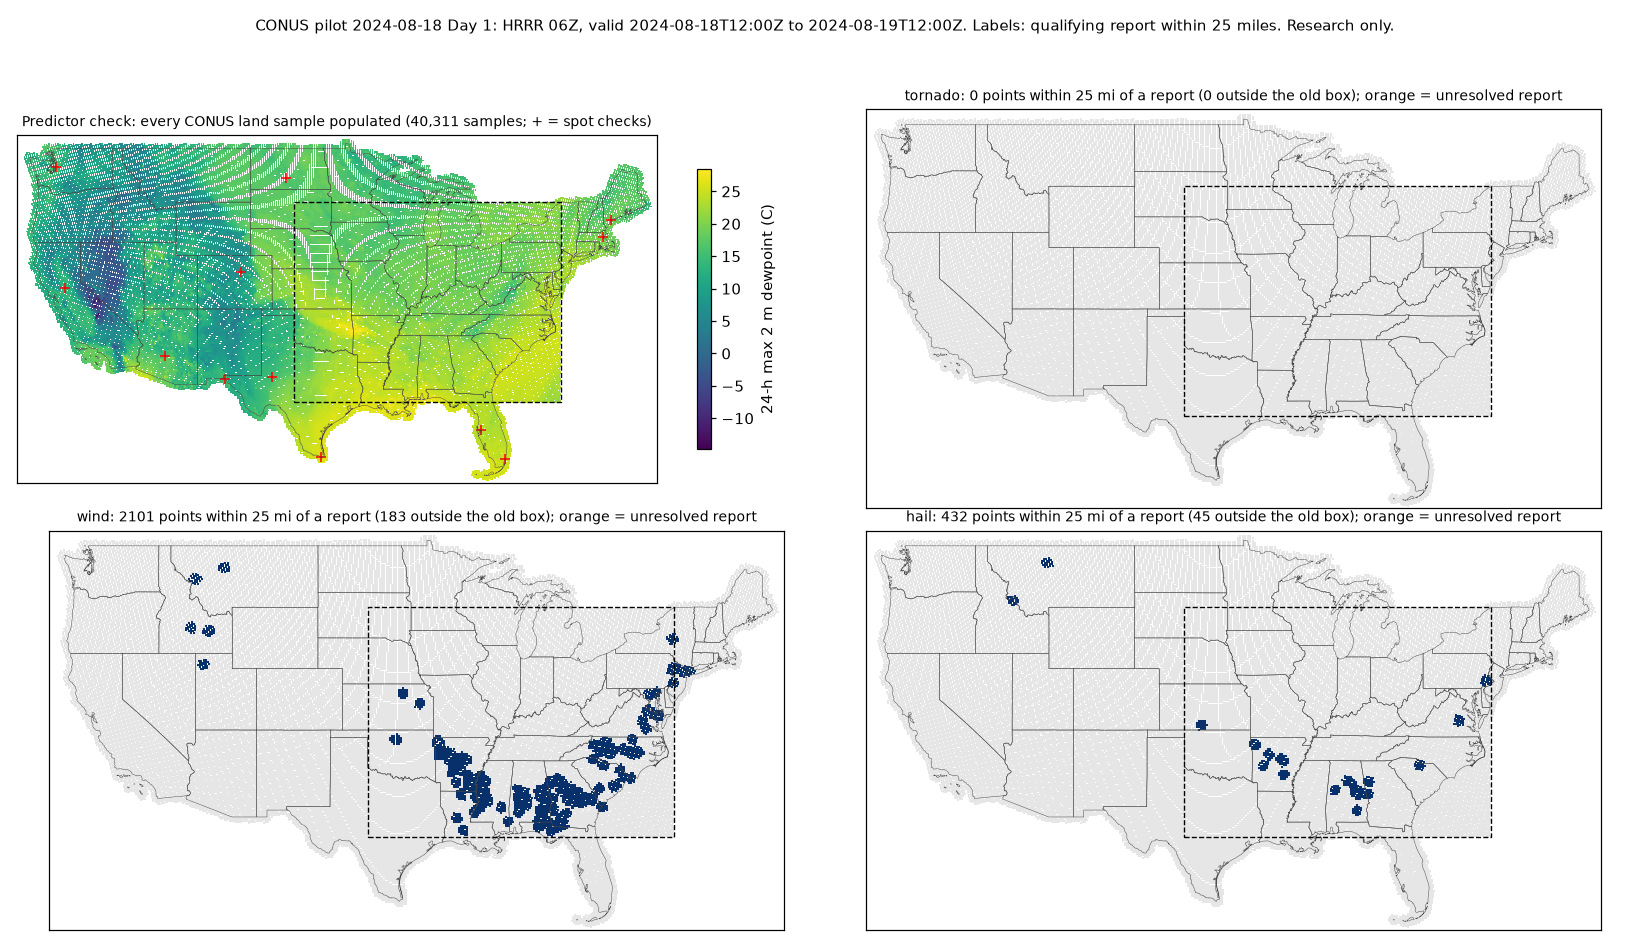 CONUS pilot 2024-08-18 Day 1: HRRR 06Z, valid 2024-08-18T12:00Z to 2024-08-19T12:00Z. Labels: qualifying report within 25 miles. Research only.
Predictor check: every CONUS land sample populated (40,311 samples; + = spot checks)
25
20
15
10
5
0
−5
−10
24-h max 2 m dewpoint (C)
tornado: 0 points within 25 mi of a report (0 outside the old box); orange = unresolved report
wind: 2101 points within 25 mi of a report (183 outside the old box); orange = unresolved report
hail: 432 points within 25 mi of a report (45 outside the old box); orange = unresolved report